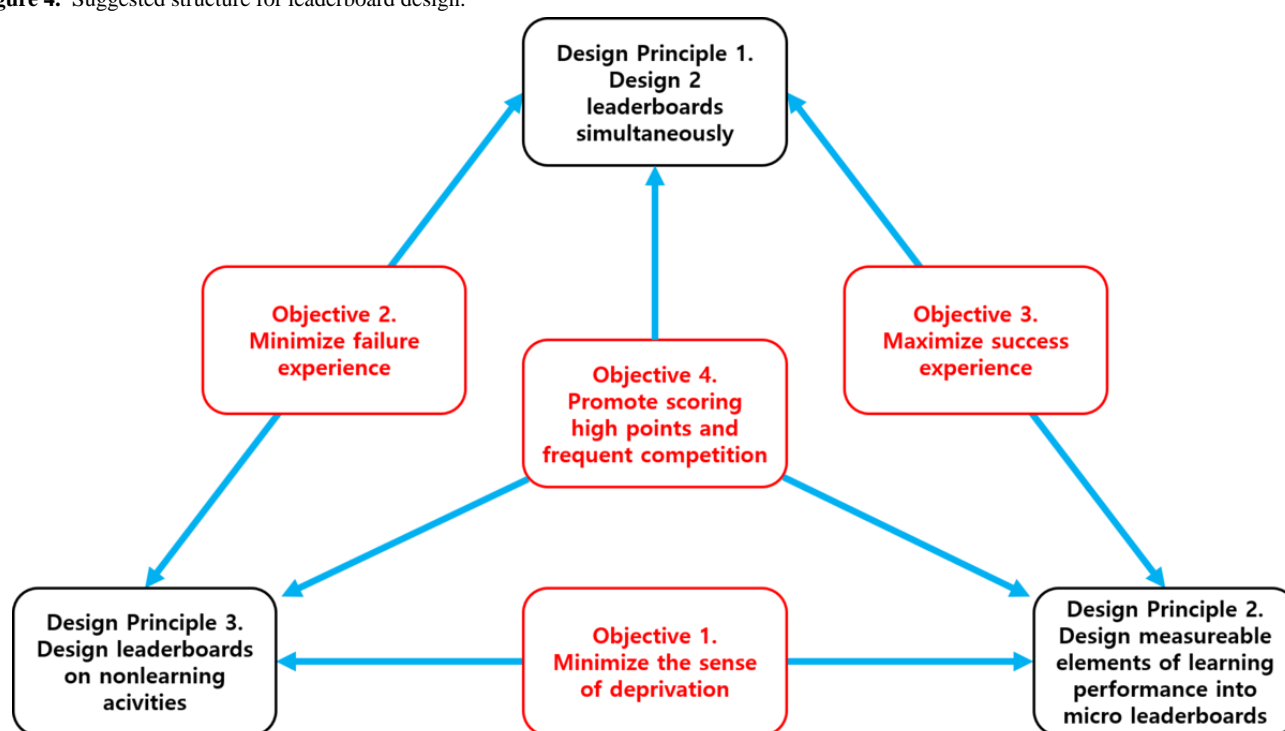 Figure 4. Suggested structure for leaderboard design.
Design Principle 1.
Design 2
leaderboards
simultaneously
Objective 2.
Minimize failure
experience
Objective 3.
Maximize success
experience
Objective 4.
Promote scoring
high points and
frequent competition
Design Principle 3.
Design leaderboards
on nonlearning
acivities
Objective 1.
Minimize the sense
of deprivation
Design Principle 2.
Design measureable
elements of learning
performance into
micro leaderboards